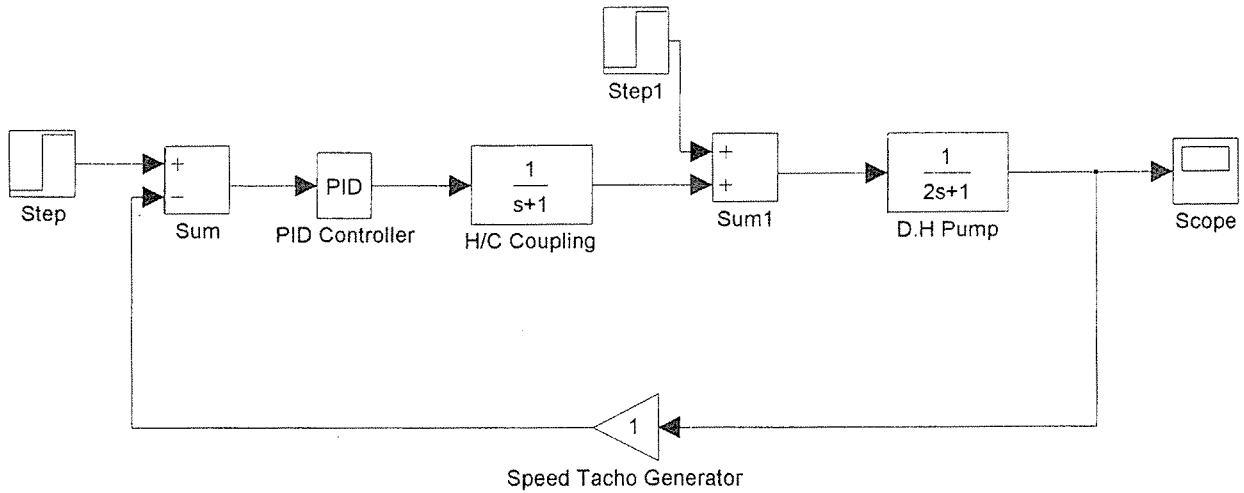 Step1
Step
+
−
Sum
PID
PID Controller
1
s+1
H/C Coupling
+
+
Sum1
1
2s+1
D.H Pump
Scope
1
Speed Tacho Generator